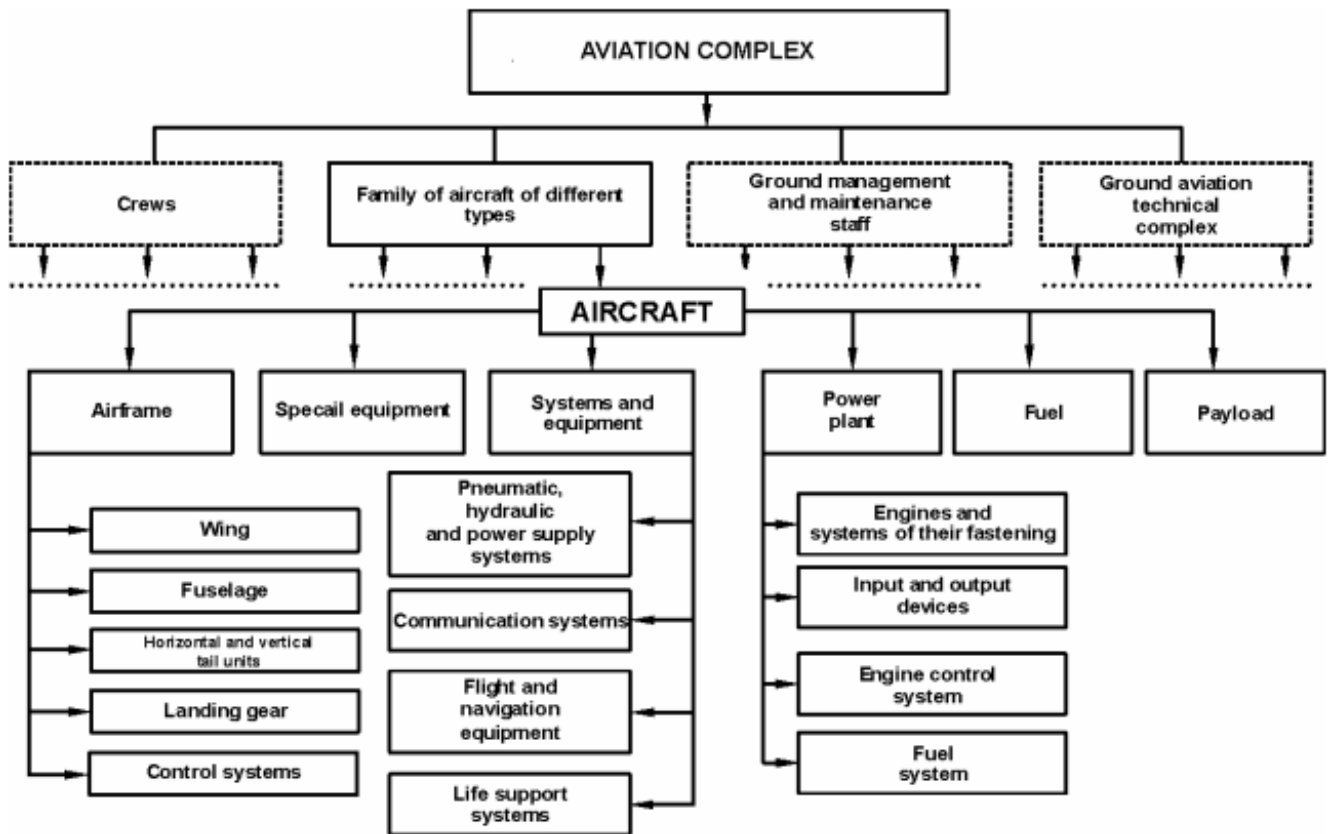 AVIATION COMPLEX
Crews
Family of aircraft of different
types
Ground management
and maintenance
staff
Ground aviation
technical
complex
AIRCRAFT
Airframe
Specail equipment
Systems and
equipment
Power
plant
Fuel
Payload
Wing
Fuselage
Horizontal and vertical
tail units
Landing gear
Control systems
Pneumatic,
hydraulic
and power supply
systems
Communication systems
Flight and
navigation
equipment
Life support
systems
Engines and
systems of their fastening
Input and output
devices
Engine control
system
Fuel
system